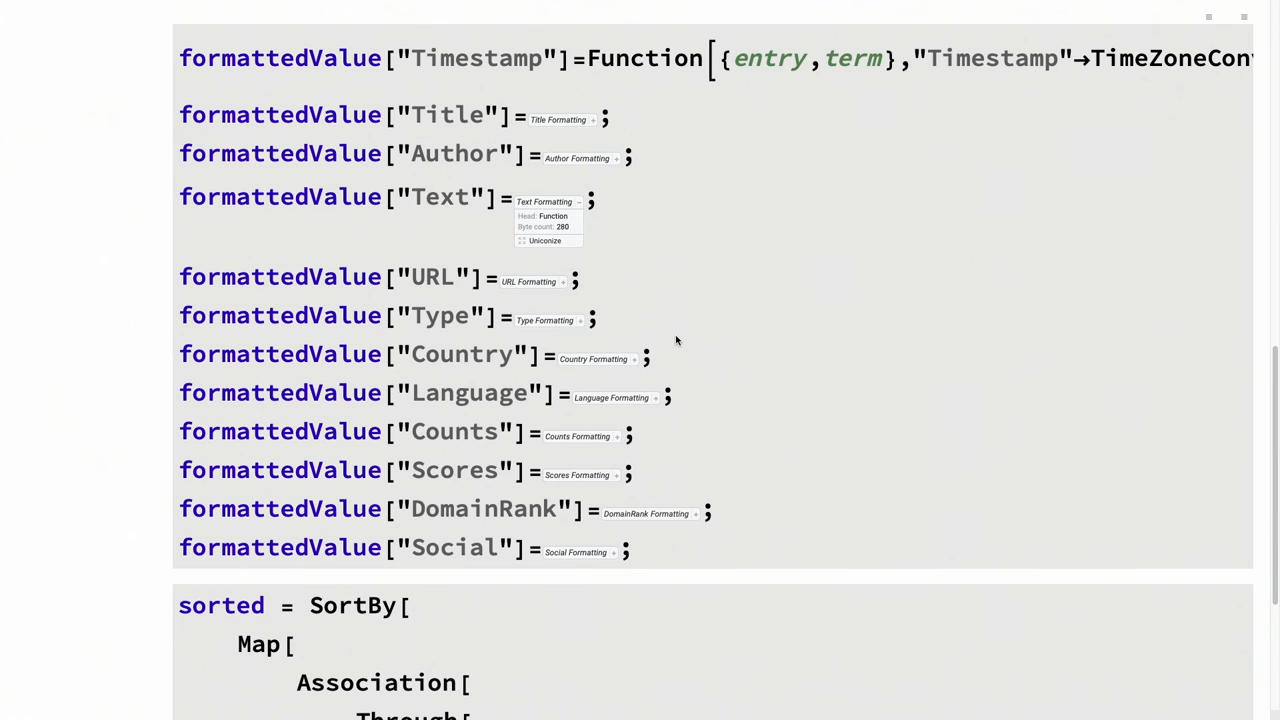 formattedValue["Timestamp"]=Function[{entry,term},"Timestamp"→TimeZoneConv
formattedValue["Title"]=Title Formatting +;
formattedValue["Author"]=Author Formatting +;
formattedValue["Text"]=Text Formatting −;
Head: Function
Byte count: 280
Uniconize
formattedValue["URL"]=URL Formatting +;
formattedValue["Type"]=Type Formatting +;
formattedValue["Country"]=Country Formatting +;
formattedValue["Language"]=Language Formatting +;
formattedValue["Counts"]=Counts Formatting +;
formattedValue["Scores"]=Scores Formatting +;
formattedValue["DomainRank"]=DomainRank Formatting +;
formattedValue["Social"]=Social Formatting +;
sorted = SortBy[
Map[
Association[
Through[